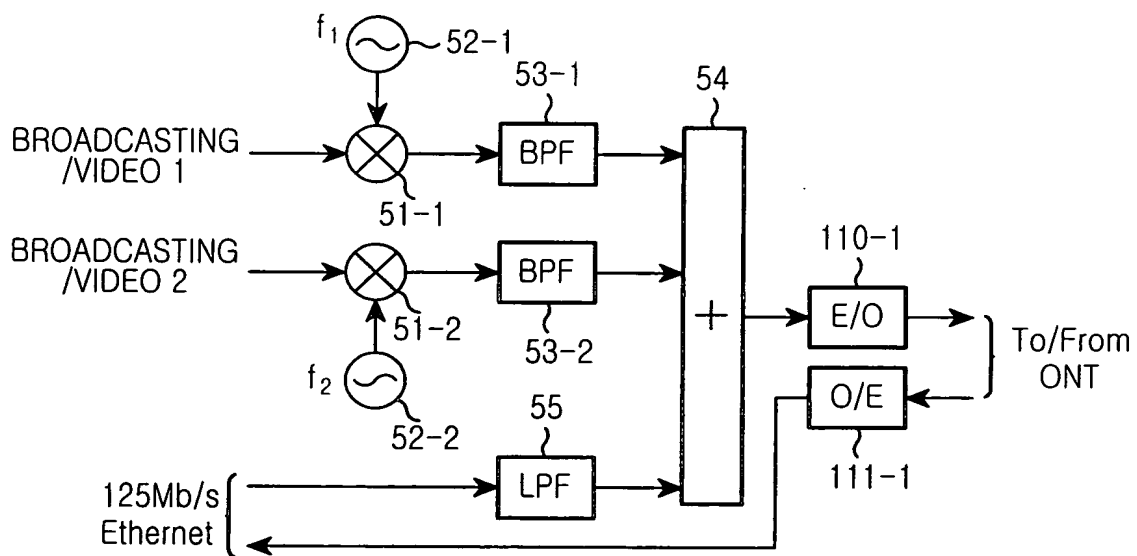 f₁
52-1
53-1
54
BROADCASTING
/VIDEO 1
BPF
51-1
BROADCASTING
/VIDEO 2
BPF
51-2
53-2
110-1
+
E/O
To/From
ONT
f₂
52-2
O/E
111-1
55
125Mb/s
Ethernet
LPF